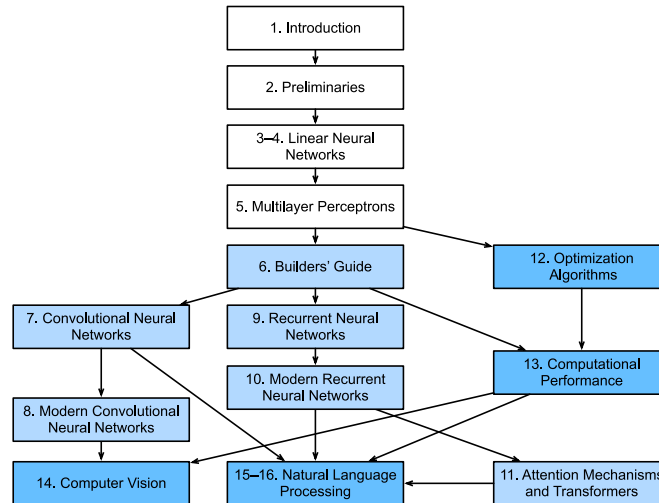 1. Introduction
2. Preliminaries
3–4. Linear Neural
Networks
5. Multilayer Perceptrons
6. Builders’ Guide
12. Optimization
Algorithms
7. Convolutional Neural
Networks
9. Recurrent Neural
Networks
13. Computational
Performance
10. Modern Recurrent
Neural Networks
8. Modern Convolutional
Neural Networks
14. Computer Vision
15–16. Natural Language
Processing
11. Attention Mechanisms
and Transformers